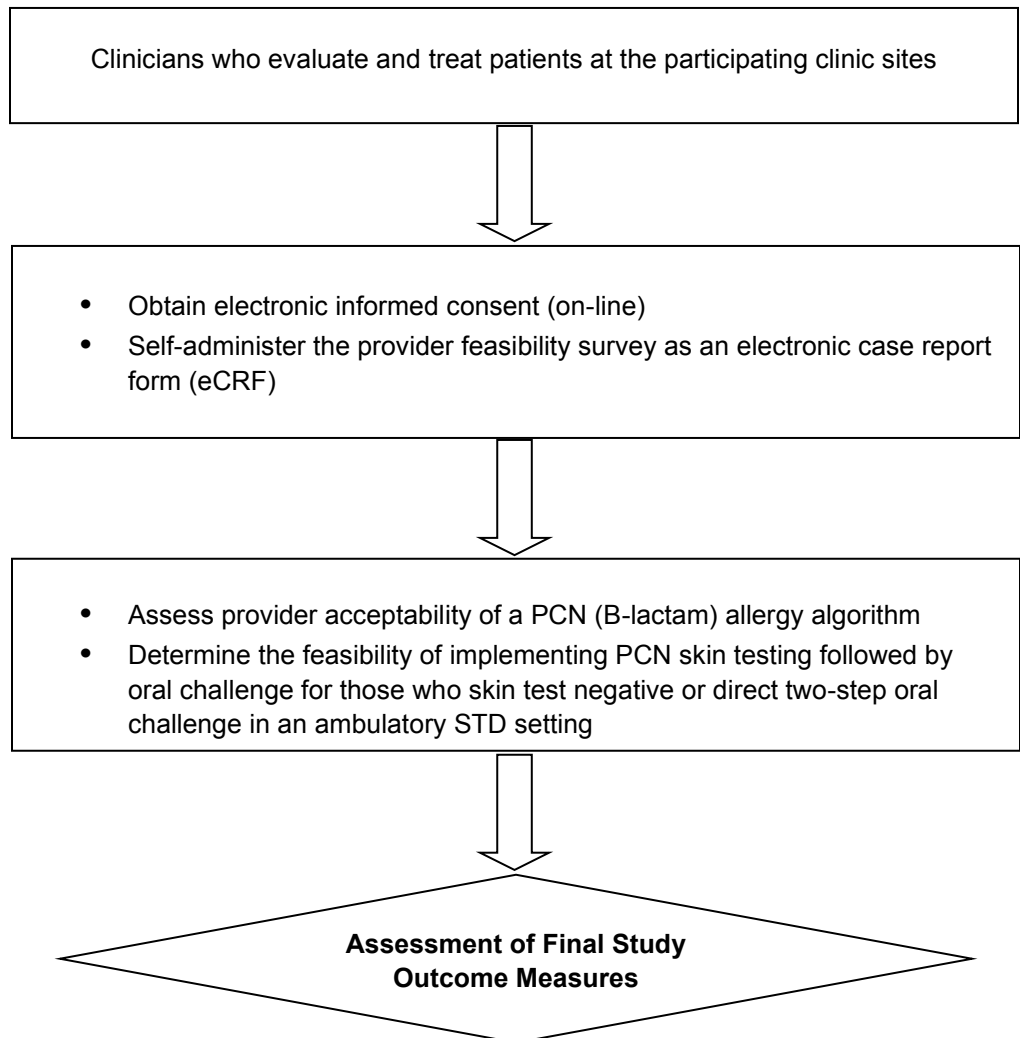 Clinicians who evaluate and treat patients at the participating clinic sites
• Obtain electronic informed consent (on-line)
• Self-administer the provider feasibility survey as an electronic case report
form (eCRF)
• Assess provider acceptability of a PCN (B-lactam) allergy algorithm
• Determine the feasibility of implementing PCN skin testing followed by
oral challenge for those who skin test negative or direct two-step oral
challenge in an ambulatory STD setting
Assessment of Final Study
Outcome Measures